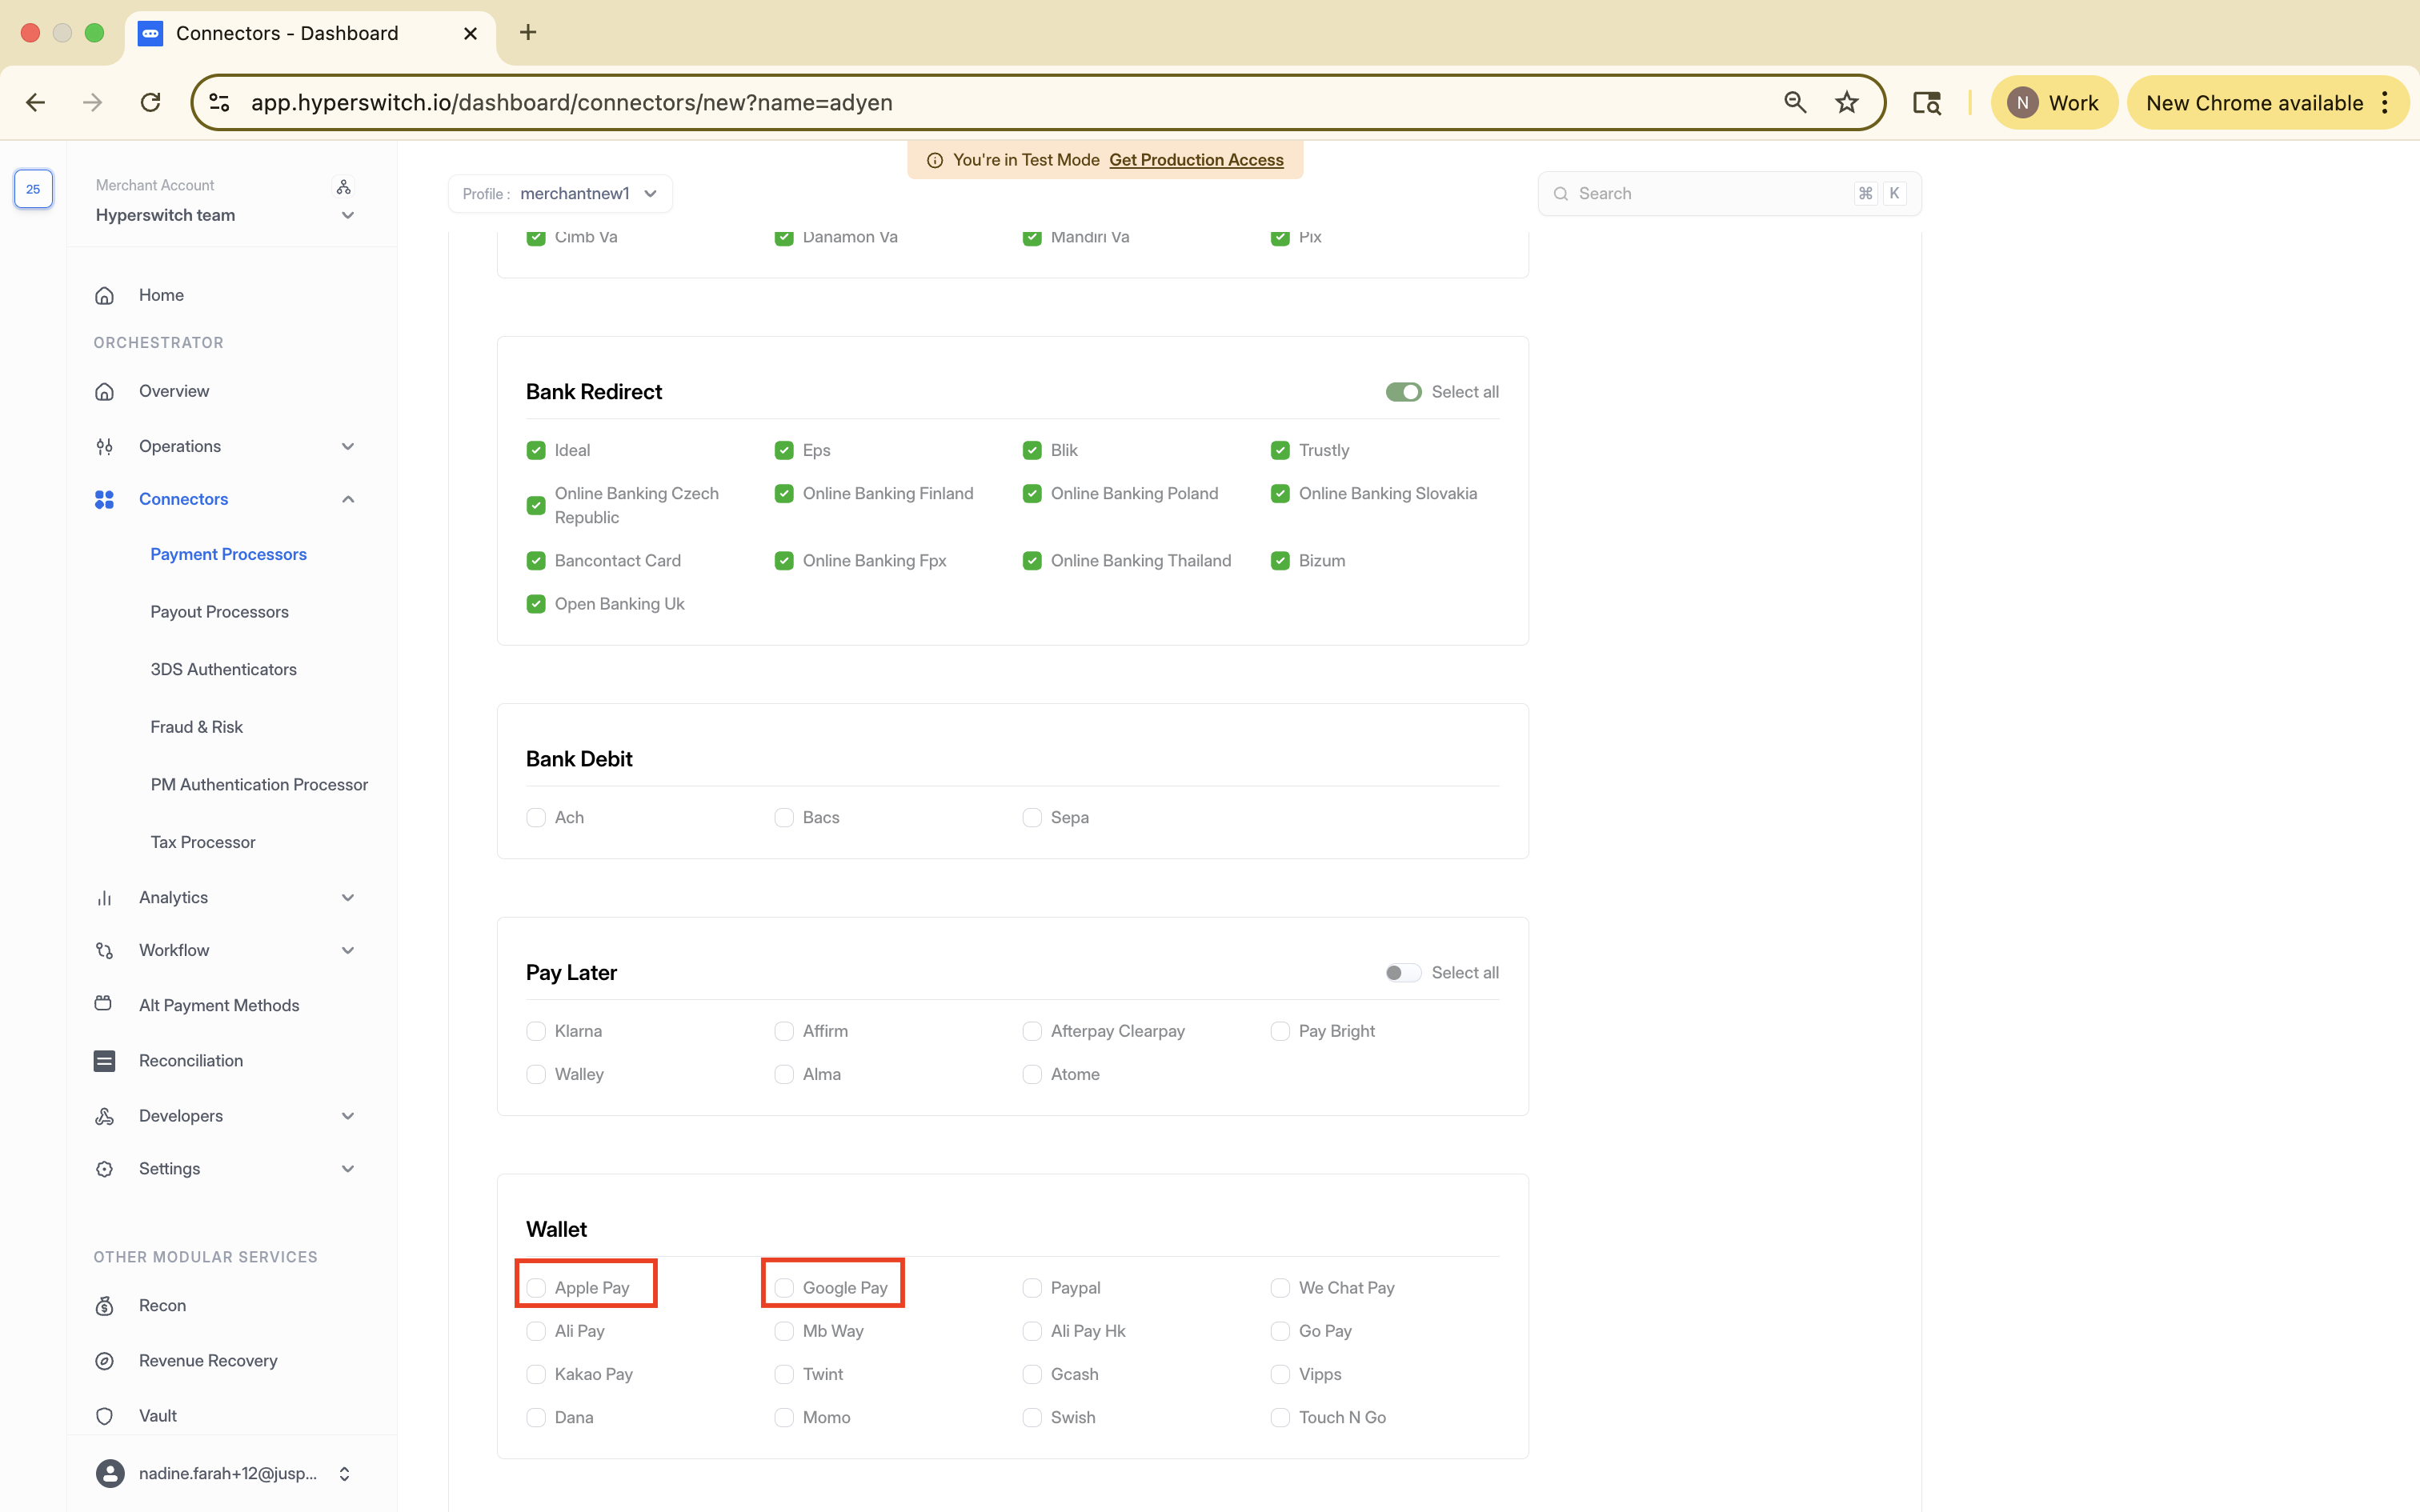 Connectors - Dashboard
app.hyperswitch.io/dashboard/connectors/new?name=adyen
N Work
New Chrome available
25
Merchant Account
Hyperswitch team
You're in Test Mode Get Production Access
Profile : merchantnew1
Search
⌘ K
Home
ORCHESTRATOR
Overview
Operations
Connectors
Payment Processors
Payout Processors
3DS Authenticators
Fraud & Risk
PM Authentication Processor
Tax Processor
Analytics
Workflow
Alt Payment Methods
Reconciliation
Developers
Settings
OTHER MODULAR SERVICES
Recon
Revenue Recovery
Vault
nadine.farah+12@jusp...
Cimb Va Danamon Va Mandiri Va Pix
Bank Redirect Select all
Ideal Eps Blik Trustly
Online Banking Czech Republic Online Banking Finland Online Banking Poland Online Banking Slovakia
Bancontact Card Online Banking Fpx Online Banking Thailand Bizum
Open Banking Uk
Bank Debit
Ach Bacs Sepa
Pay Later Select all
Klarna Affirm Afterpay Clearpay Pay Bright
Walley Alma Atome
Wallet
Apple Pay Google Pay Paypal We Chat Pay
Ali Pay Mb Way Ali Pay Hk Go Pay
Kakao Pay Twint Gcash Vipps
Dana Momo Swish Touch N Go